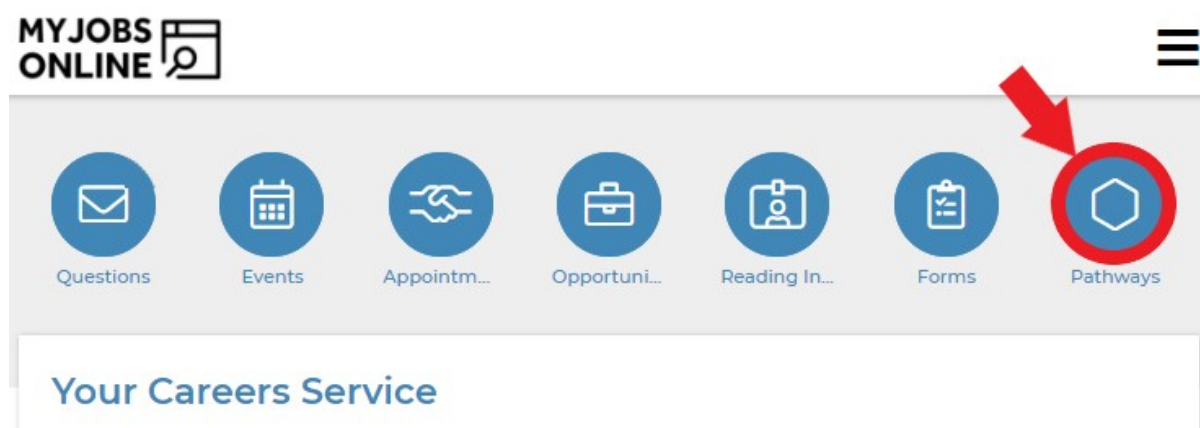 MYJOBS
ONLINE
Questions Events Appointm... Opportuni... Reading In... Forms Pathways
Your Careers Service